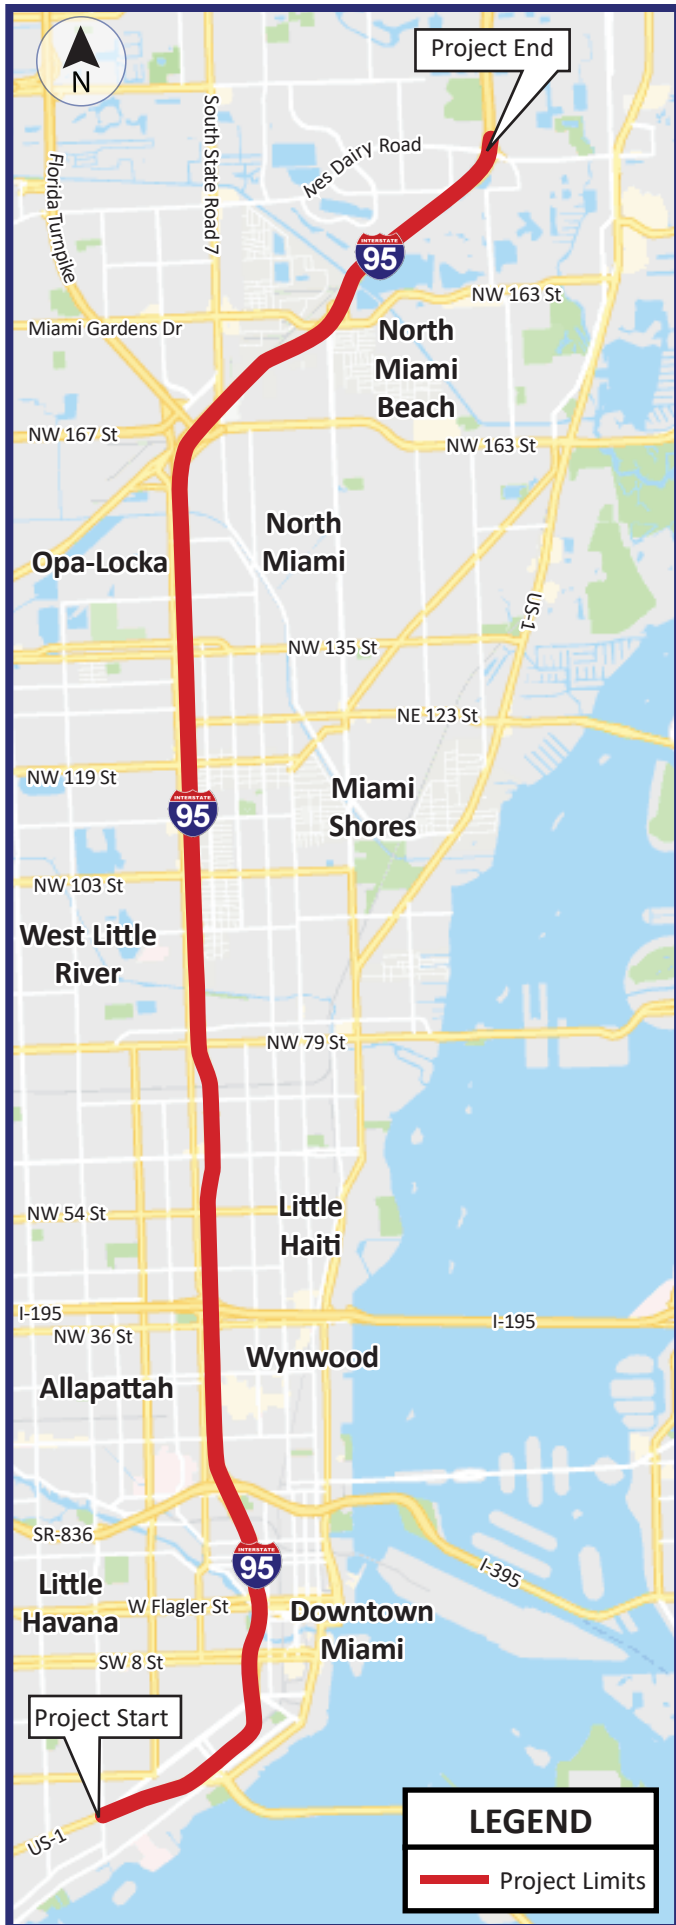 Project End
N
South State Road 7
Ives Dairy Road
Florida Turnpike
INTERSTATE
95
NW 163 St
Miami Gardens Dr
North
Miami
Beach
NW 167 St
NW 163 St
North
Miami
Opa-Locka
US-1
NW 135 St
NE 123 St
NW 119 St
Miami
Shores
INTERSTATE
95
NW 103 St
West Little
River
NW 79 St
Little
Haiti
NW 54 St
I-195
I-195
NW 36 St
Wynwood
Allapattah
SR-836
INTERSTATE
95
I-395
Little
Havana
W Flagler St
Downtown
Miami
SW 8 St
Project Start
US-1
LEGEND
Project Limits